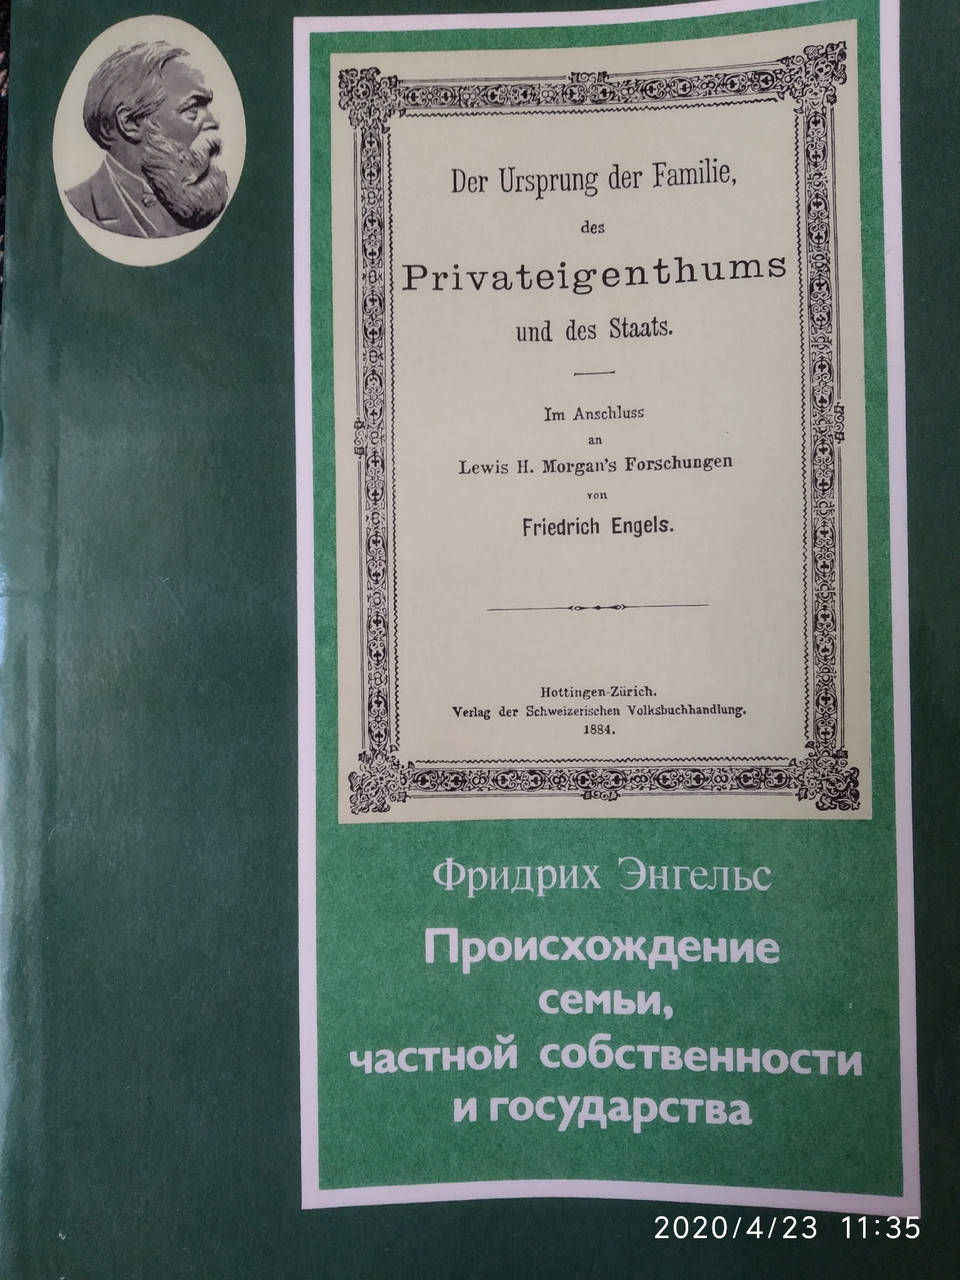 Der Ursprung der Familie,
des
Privateigenthums
und des Staats.
Im Anschluss
an
Lewis H. Morgan's Forschungen
von
Friedrich Engels.
Hottingen-Zürich.
Verlag der Schweizerischen Volksbuchhandlung.
1884.
Фридрих Энгельс
Происхождение
семьи,
частной собственности
и государства
2020/4/23 11:35